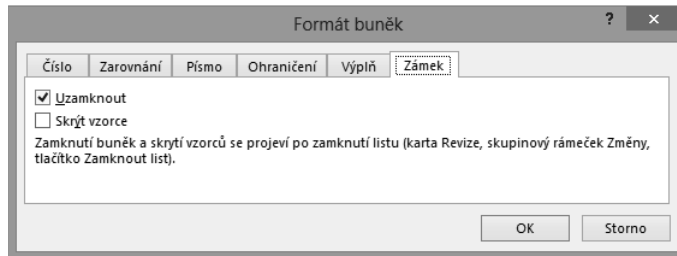 Formát buněk ? ×
Číslo Zarovnání Písmo Ohraničení Výplň Zámek
Uzamknout
Skrýt vzorce
Zamknutí buněk a skrytí vzorců se projeví po zamknutí listu (karta Revize, skupinový rámeček Změny,
tlačítko Zamknout list).
OK Storno